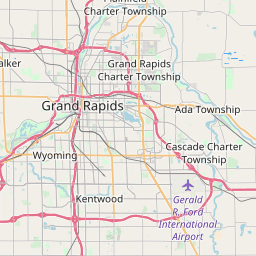 Plainfield
Charter Township
alker
Grand Rapids
Charter Township
Grand Rapids
Ada Township
Wyoming
Cascade Charter
Township
Kentwood
Gerald
R. Ford
International
Airport